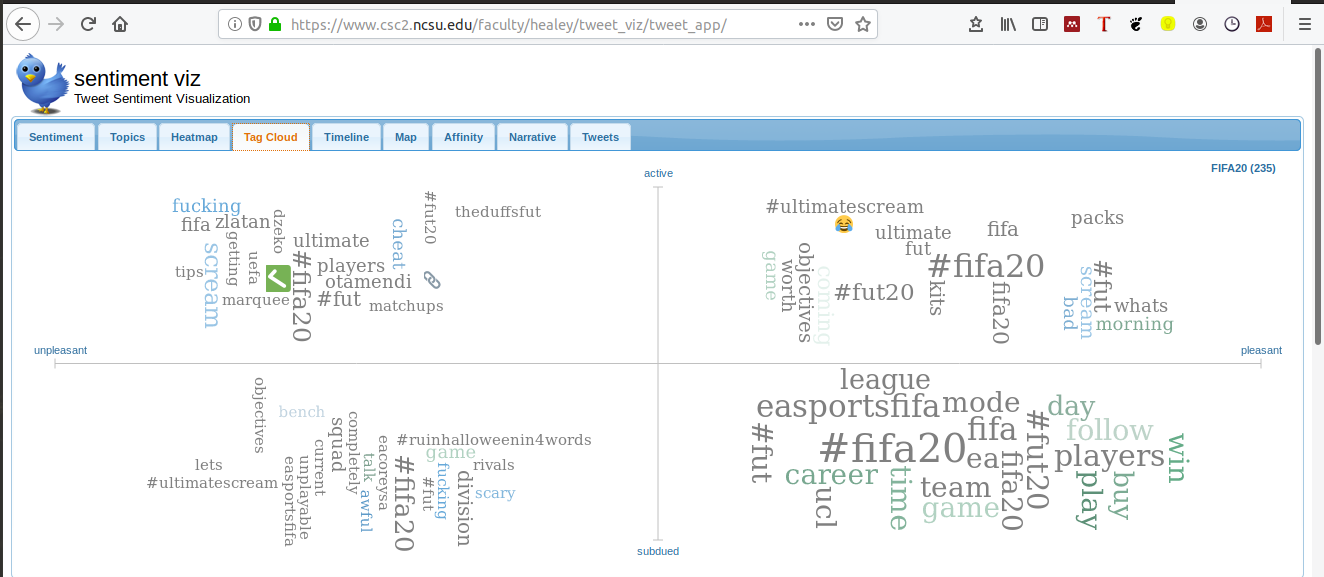 https://www.csc2.ncsu.edu/faculty/healey/tweet_viz/tweet_app/
sentiment viz
Tweet Sentiment Visualization
Sentiment Topics Heatmap Tag Cloud Timeline Map Affinity Narrative Tweets
FIFA20 (235)
active
fucking
fifa
zlatan
dzeko
#fut20
theduffsfut
scream
getting
uefa
ultimate
cheat
tips
#fifa20
players
otamendi
marquee
#fut
matchups
#ultimatescream
ultimate
fut
fifa
packs
game
worth
objectives
coming
#fifa20
#fut20
kits
fifa20
scream
#fut
bad
whats
morning
unpleasant
pleasant
objectives
bench
squad
completely
#ruinhalloweenin4words
game
lets
#ultimatescream
easportsfifa
unplayable
current
talk
awful
eacoreysa
#fifa20
#fut
fucking
division
rivals
scary
league
easportsfifa
mode
day
#fut
#fifa20
fifa
#fut20
follow
career
ea
players
win
ucl
time
team
game
fifa20
play
buy
subdued